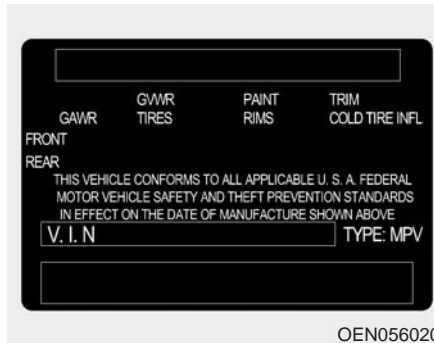 GVWR PAINT TRIM
GAWR TIRES RIMS COLD TIRE INFL
FRONT
REAR
THIS VEHICLE CONFORMS TO ALL APPLICABLE U. S. A. FEDERAL
MOTOR VEHICLE SAFETY AND THEFT PREVENTION STANDARDS
IN EFFECT ON THE DATE OF MANUFACTURE SHOWN ABOVE
V. I. N TYPE: MPV
OEN056020